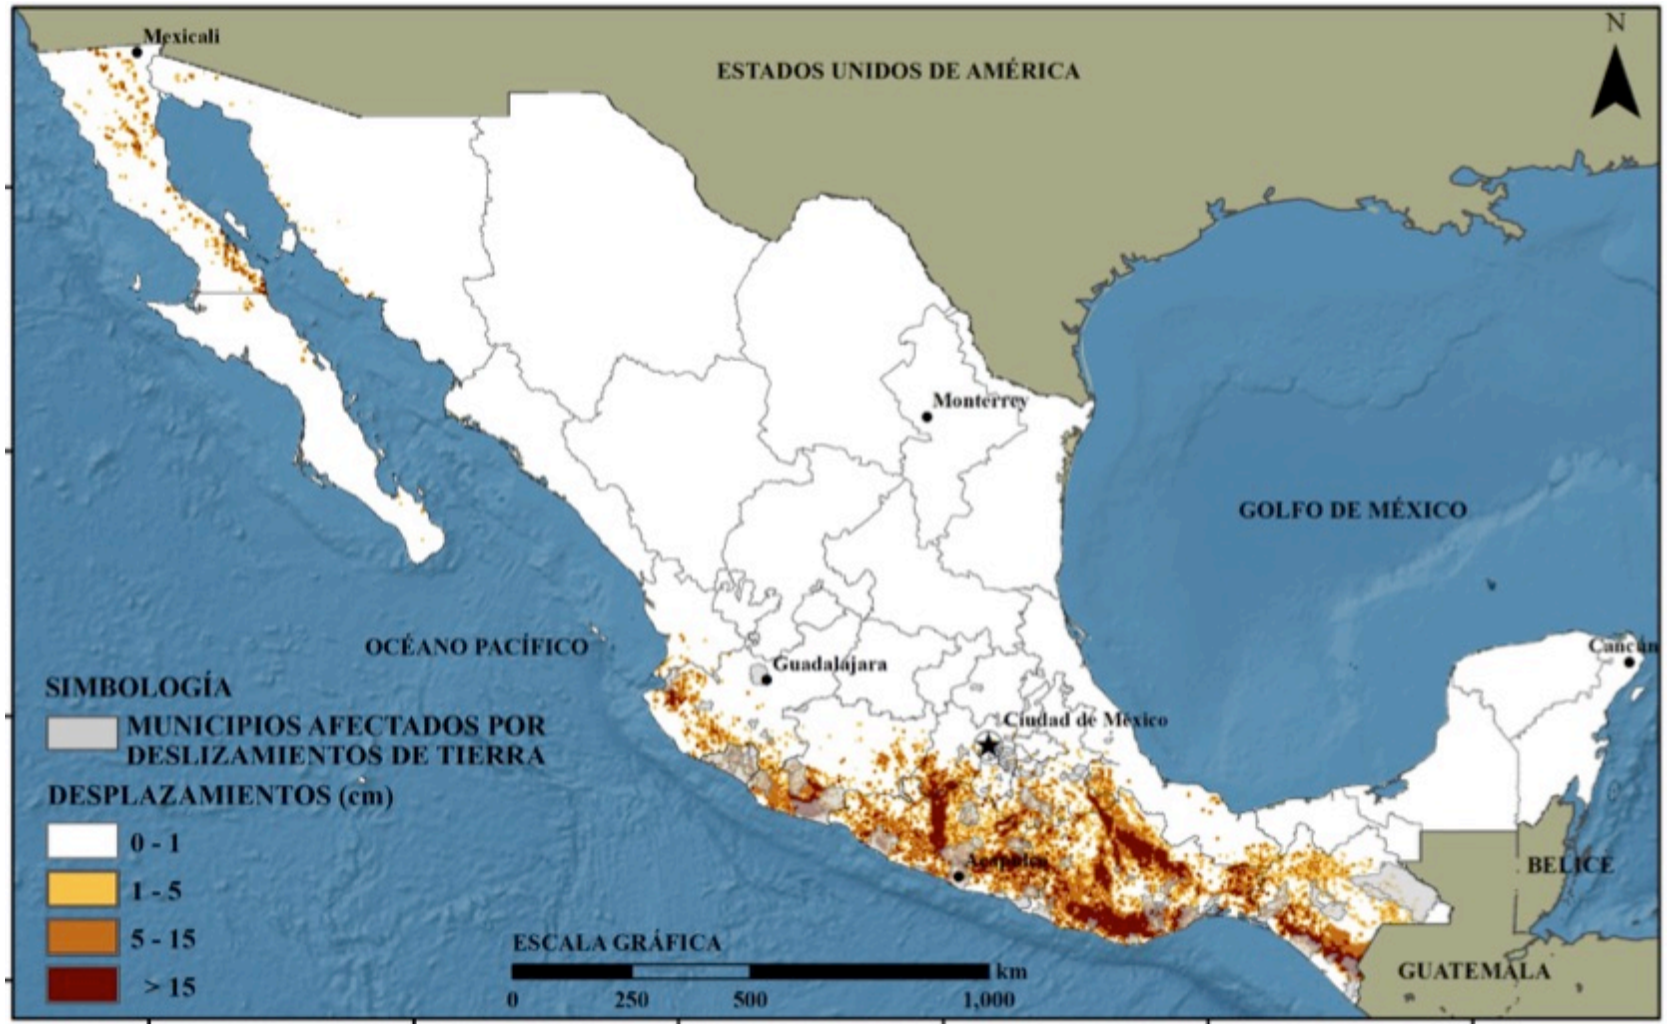 N
Mexicali
ESTADOS UNIDOS DE AMÉRICA
Monterrey
GOLFO DE MÉXICO
OCÉANO PACÍFICO
Cancún
Guadalajara
Ciudad de México
Acapulco
BELICE
GUATEMALA
SIMBOLOGÍA
MUNICIPIOS AFECTADOS POR
DESLIZAMIENTOS DE TIERRA
DESPLAZAMIENTOS (cm)
0 - 1
1 - 5
5 - 15
> 15
ESCALA GRÁFICA
km
0 250 500 1,000